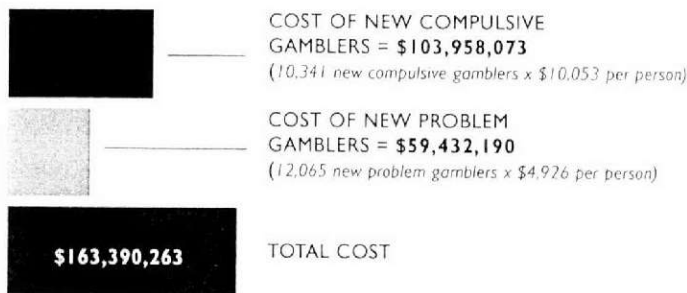 COST OF NEW COMPULSIVE
GAMBLERS = $103,958,073
(10,341 new compulsive gamblers x $10,053 per person)
COST OF NEW PROBLEM
GAMBLERS = $59,432,190
(12,065 new problem gamblers x $4,926 per person)
$163,390,263 TOTAL COST